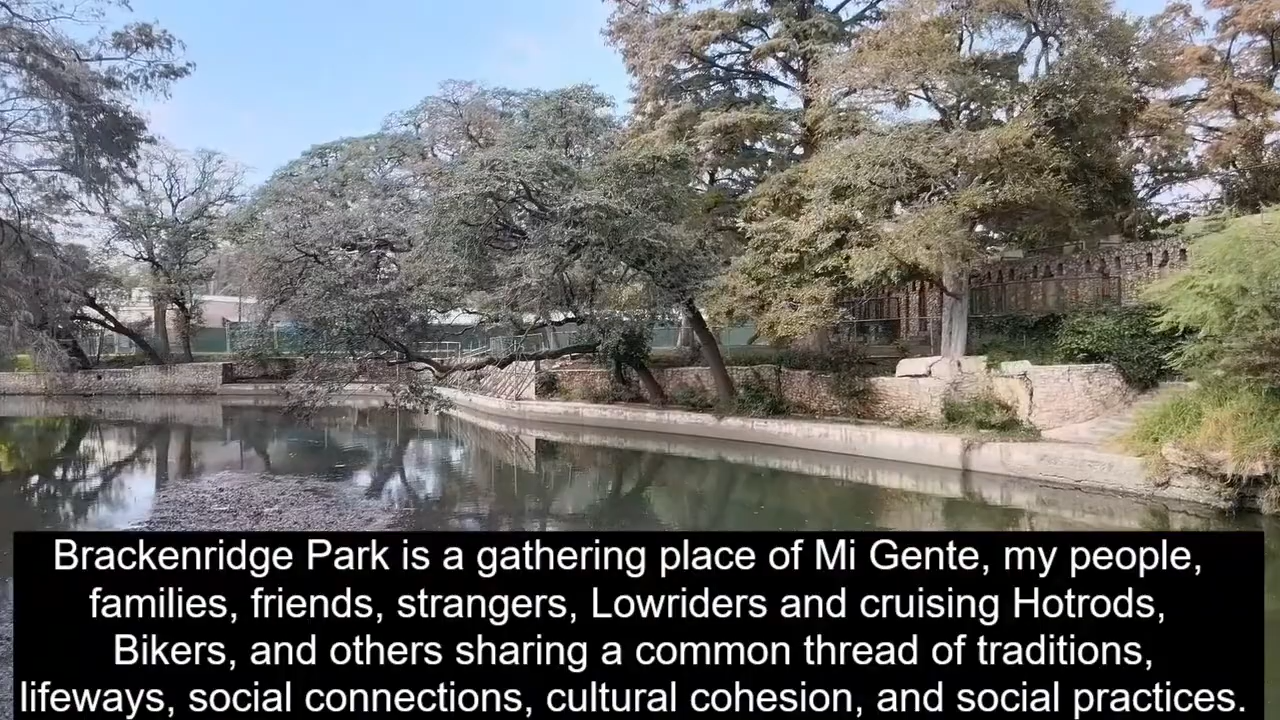 Brackenridge Park is a gathering place of Mi Gente, my people,
families, friends, strangers, Lowriders and cruising Hotrods,
Bikers, and others sharing a common thread of traditions,
lifeways, social connections, cultural cohesion, and social practices.